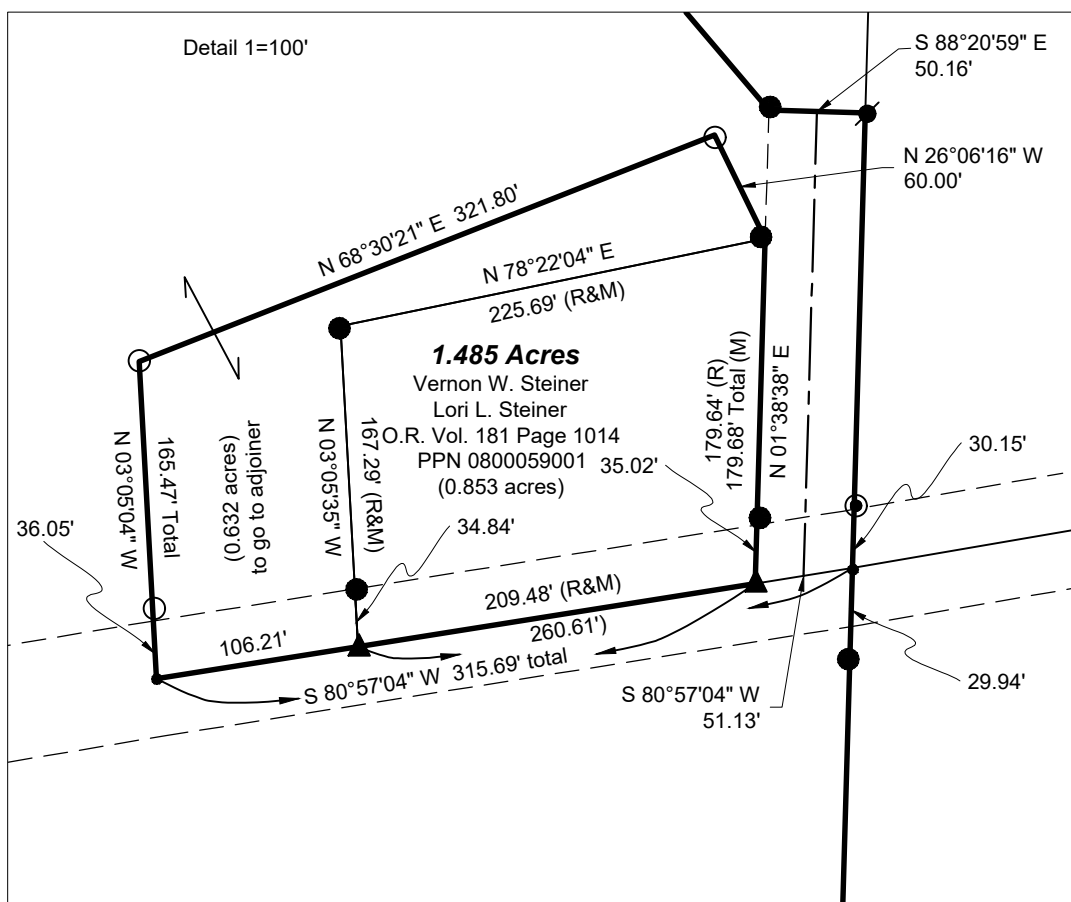 Detail 1=100'
S 88°20'59" E
50.16'
N 26°06'16" W
60.00'
N 68°30'21" E 321.80'
N 78°22'04" E
225.69' (R&M)
1.485 Acres
Vernon W. Steiner
Lori L. Steiner
O.R. Vol. 181 Page 1014
PPN 0800059001
(0.853 acres)
N 03°05'04" W
165.47' Total
(0.632 acres)
to go to adjoiner
N 03°05'35" W
167.29' (R&M)
179.64' (R)
179.68' Total (M)
N 01°38'38" E
35.02'
30.15'
36.05'
34.84'
209.48' (R&M)
260.61')
106.21'
S 80°57'04" W 315.69' total
S 80°57'04" W
51.13'
29.94'